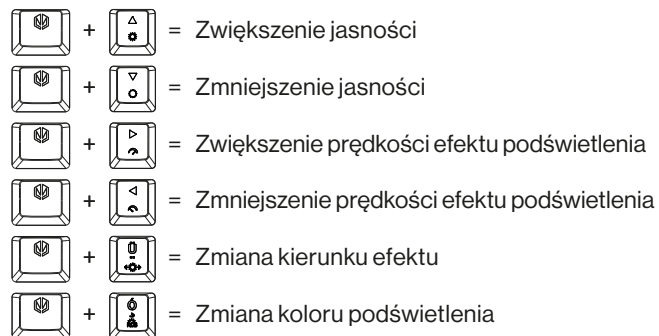 + = Zwiększenie jasności
+ = Zmniejszenie jasności
+ = Zwiększenie prędkości efektu podświetlenia
+ = Zmniejszenie prędkości efektu podświetlenia
+ = Zmiana kierunku efektu
+ = Zmiana koloru podświetlenia